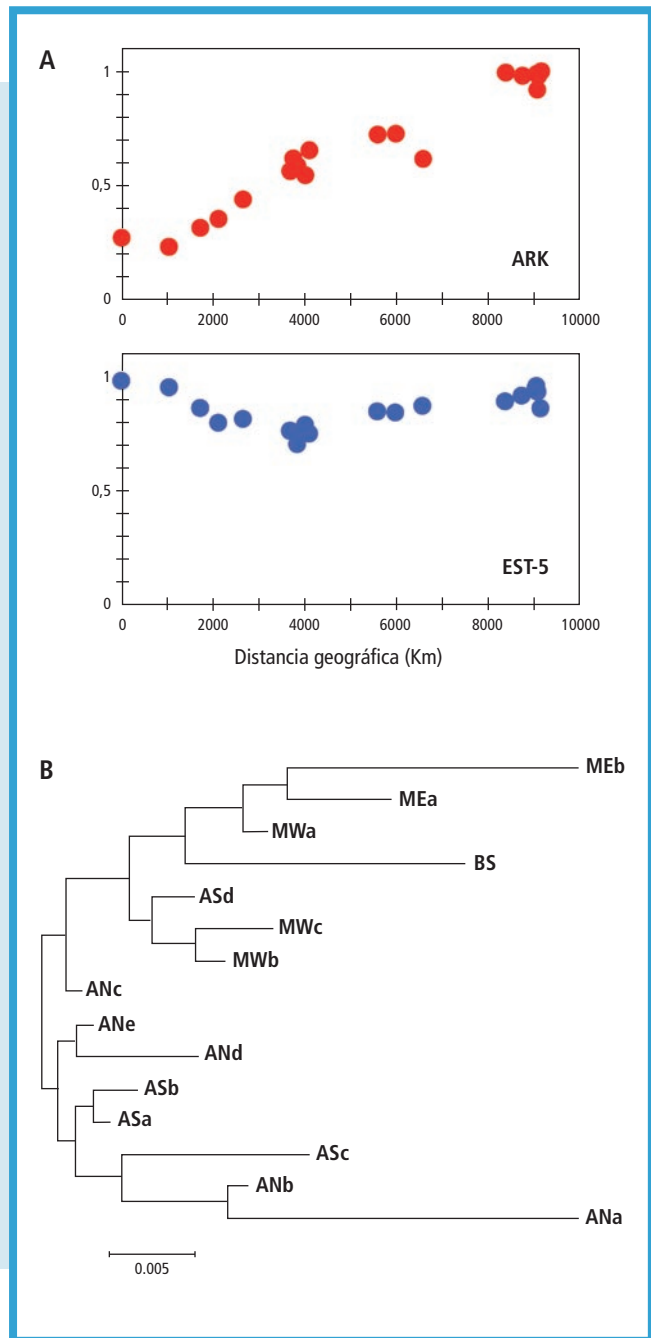 A
1
0,5
ARK
0
0 2000 4000 6000 8000 10000
1
0,5
EST-5
0
0 2000 4000 6000 8000 10000
Distancia geográfica (Km)
B
MEb
MEa
MWa
BS
ASd
MWc
MWb
ANc
ANe
ANd
ASb
ASa
ASc
ANb
ANa
0.005